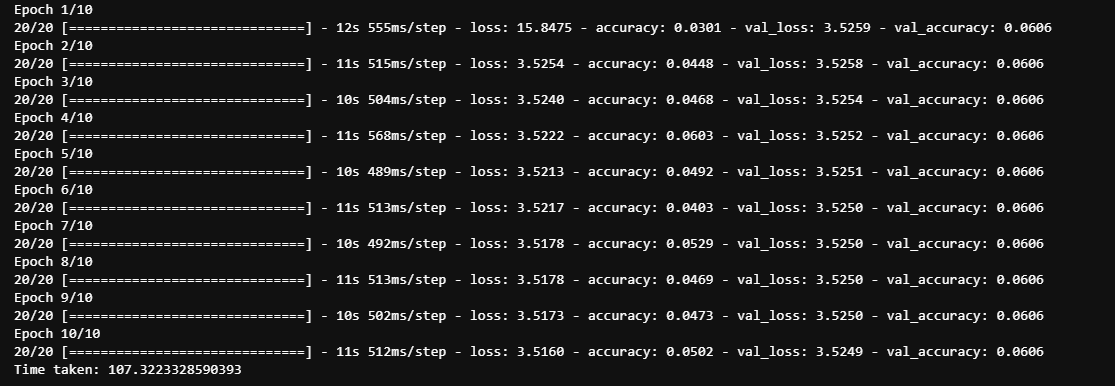 Epoch 1/10
20/20 [==============================] - 12s 555ms/step - loss: 15.8475 - accuracy: 0.0301 - val_loss: 3.5259 - val_accuracy: 0.0606
Epoch 2/10
20/20 [==============================] - 11s 515ms/step - loss: 3.5254 - accuracy: 0.0448 - val_loss: 3.5258 - val_accuracy: 0.0606
Epoch 3/10
20/20 [==============================] - 10s 504ms/step - loss: 3.5240 - accuracy: 0.0468 - val_loss: 3.5254 - val_accuracy: 0.0606
Epoch 4/10
20/20 [==============================] - 11s 568ms/step - loss: 3.5222 - accuracy: 0.0603 - val_loss: 3.5252 - val_accuracy: 0.0606
Epoch 5/10
20/20 [==============================] - 10s 489ms/step - loss: 3.5213 - accuracy: 0.0492 - val_loss: 3.5251 - val_accuracy: 0.0606
Epoch 6/10
20/20 [==============================] - 11s 513ms/step - loss: 3.5217 - accuracy: 0.0403 - val_loss: 3.5250 - val_accuracy: 0.0606
Epoch 7/10
20/20 [==============================] - 10s 492ms/step - loss: 3.5178 - accuracy: 0.0529 - val_loss: 3.5250 - val_accuracy: 0.0606
Epoch 8/10
20/20 [==============================] - 11s 513ms/step - loss: 3.5178 - accuracy: 0.0469 - val_loss: 3.5250 - val_accuracy: 0.0606
Epoch 9/10
20/20 [==============================] - 10s 502ms/step - loss: 3.5173 - accuracy: 0.0473 - val_loss: 3.5250 - val_accuracy: 0.0606
Epoch 10/10
20/20 [==============================] - 11s 512ms/step - loss: 3.5160 - accuracy: 0.0502 - val_loss: 3.5249 - val_accuracy: 0.0606
Time taken: 107.3223328590393